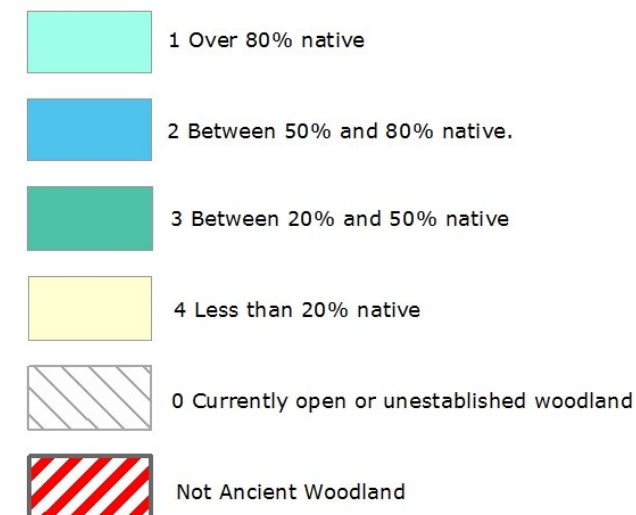 1 Over 80% native
2 Between 50% and 80% native.
3 Between 20% and 50% native
4 Less than 20% native
0 Currently open or unestablished woodland
Not Ancient Woodland